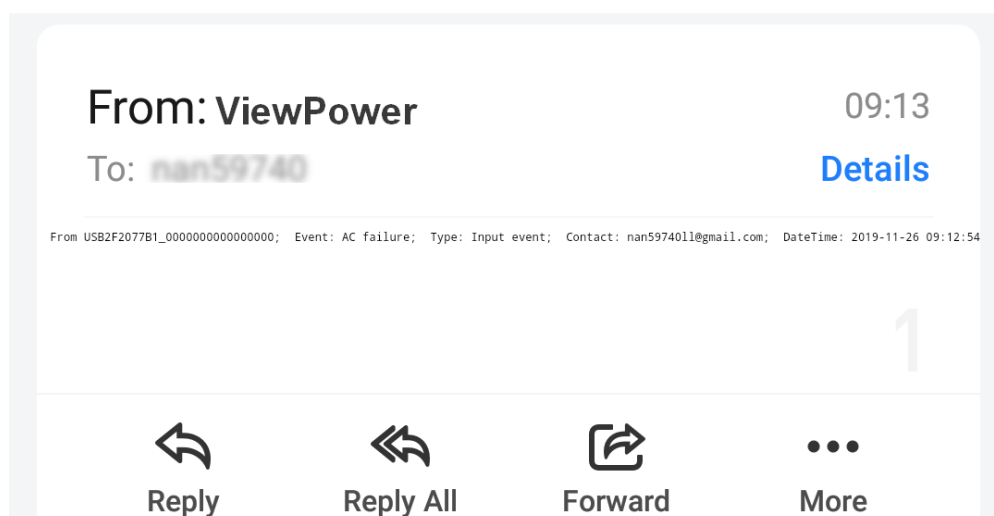 From: ViewPower 09:13
To: nan59740 Details
From USB2F2077B1_0000000000000000; Event: AC failure; Type: Input event; Contact: nan59740ll@gmail.com; DateTime: 2019-11-26 09:12:54
1
Reply Reply All Forward More